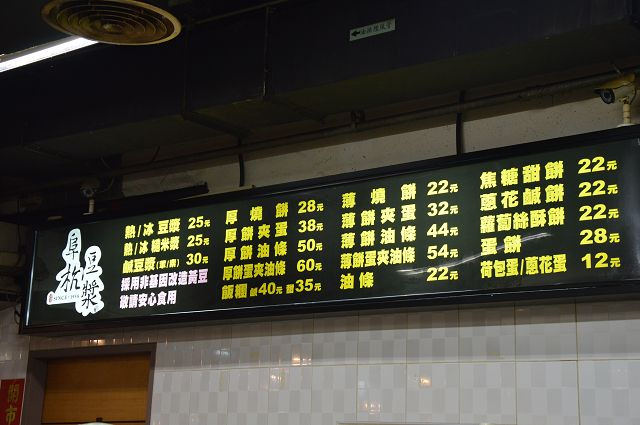 阜杭豆漿
SINCE 1958
熱/冰豆漿 25元
熱/冰糙米漿 25元
鹹豆漿(葷/素) 30元
採用非基因改造黃豆
敬請安心食用
厚燒餅 28元
厚餅夾蛋 38元
厚餅油條 50元
厚餅蛋夾油條 60元
飯糰 鹹40元 甜35元
薄燒餅 22元
薄餅夾蛋 32元
薄餅油條 44元
薄餅蛋夾油條 54元
油條 22元
焦糖甜餅 22元
蔥花鹹餅 22元
蘿蔔絲酥餅 22元
蛋餅 28元
荷包蛋/蔥花蛋 12元